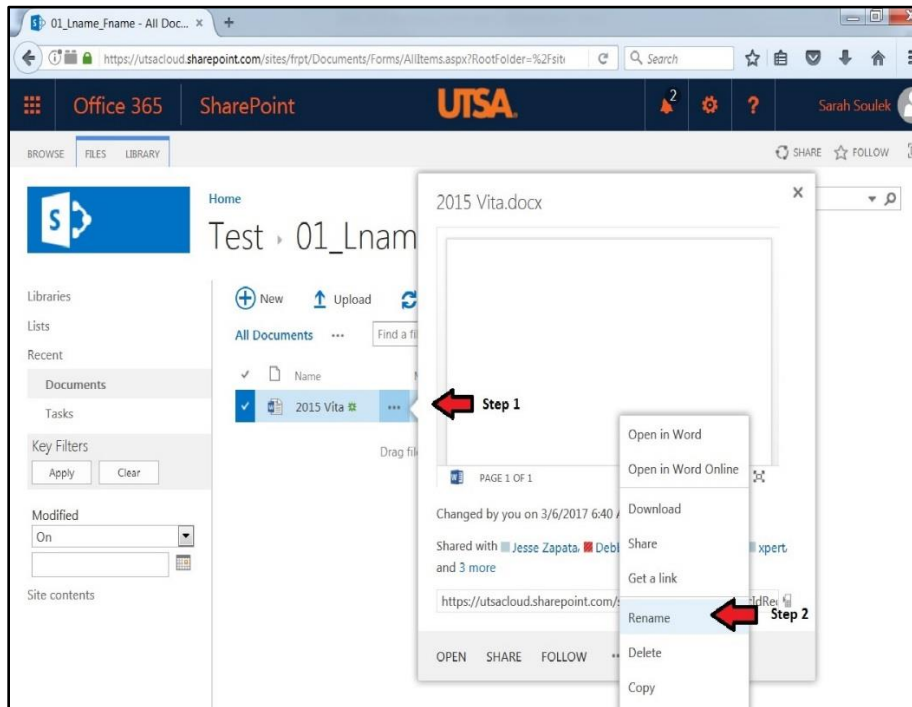 01_Lname_Fname - All Doc... × +
https://utsacloud.sharepoint.com/sites/frpt/Documents/Forms/AllItems.aspx?RootFolder=%2Fsit
Search
Office 365 SharePoint UTSA. 2 ? Sarah Soulek
BROWSE FILES LIBRARY SHARE FOLLOW
Home
Test › 01_Lnam
2015 Vita.docx
Libraries
Lists
Recent
Documents
Tasks
Key Filters
Apply Clear
Modified
On
Site contents
New Upload
All Documents ... Find a fi
Name
2015 Vita ...
Drag fil
Step 1
PAGE 1 OF 1
Changed by you on 3/6/2017 6:40
Shared with Jesse Zapata, xpert,
and 3 more
https://utsacloud.sharepoint.com/
OPEN SHARE FOLLOW
Open in Word
Open in Word Online
Download
Share
Get a link
Rename
Step 2
Delete
Copy